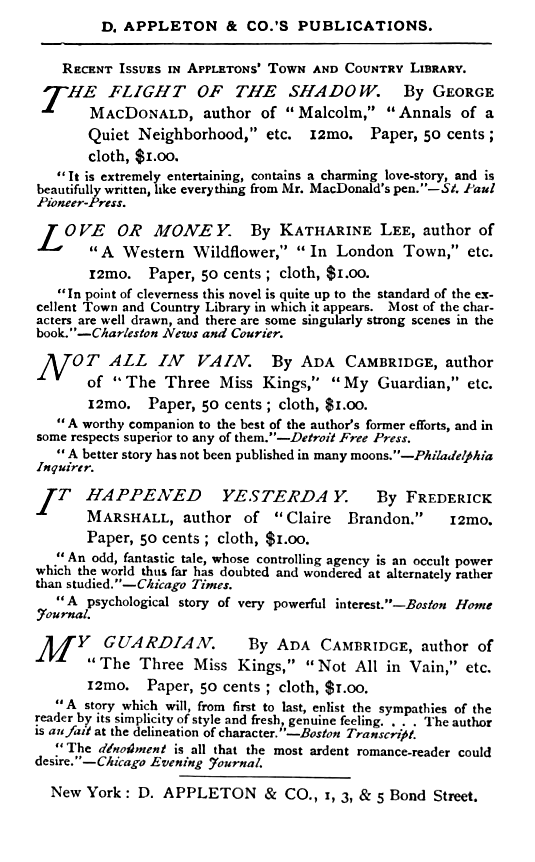 D. APPLETON & CO.'S PUBLICATIONS.
RECENT ISSUES IN APPLETONS' TOWN AND COUNTRY LIBRARY.
THE FLIGHT OF THE SHADOW. By GEORGE
MACDONALD, author of "Malcolm," "Annals of a
Quiet Neighborhood," etc. 12mo. Paper, 50 cents;
cloth, $1.00.
"It is extremely entertaining, contains a charming love-story, and is
beautifully written, like everything from Mr. MacDonald's pen."—St. Paul
Pioneer-Press.
LOVE OR MONEY. By KATHARINE LEE, author of
"A Western Wildflower," "In London Town," etc.
12mo. Paper, 50 cents; cloth, $1.00.
"In point of cleverness this novel is quite up to the standard of the ex-
cellent Town and Country Library in which it appears. Most of the char-
acters are well drawn, and there are some singularly strong scenes in the
book."—Charleston News and Courier.
NOT ALL IN VAIN. By ADA CAMBRIDGE, author
of "The Three Miss Kings," "My Guardian," etc.
12mo. Paper, 50 cents; cloth, $1.00.
"A worthy companion to the best of the author's former efforts, and in
some respects superior to any of them."—Detroit Free Press.
"A better story has not been published in many moons."—Philadelphia
Inquirer.
IT HAPPENED YESTERDAY. By FREDERICK
MARSHALL, author of "Claire Brandon." 12mo.
Paper, 50 cents; cloth, $1.00.
"An odd, fantastic tale, whose controlling agency is an occult power
which the world thus far has doubted and wondered at alternately rather
than studied."—Chicago Times.
"A psychological story of very powerful interest."—Boston Home
Journal.
MY GUARDIAN. By ADA CAMBRIDGE, author of
"The Three Miss Kings," "Not All in Vain," etc.
12mo. Paper, 50 cents; cloth, $1.00.
"A story which will, from first to last, enlist the sympathies of the
reader by its simplicity of style and fresh, genuine feeling. . . . The author
is au fait at the delineation of character."—Boston Transcript.
"The dénoûment is all that the most ardent romance-reader could
desire."—Chicago Evening Journal.
New York: D. APPLETON & CO., 1, 3, & 5 Bond Street.